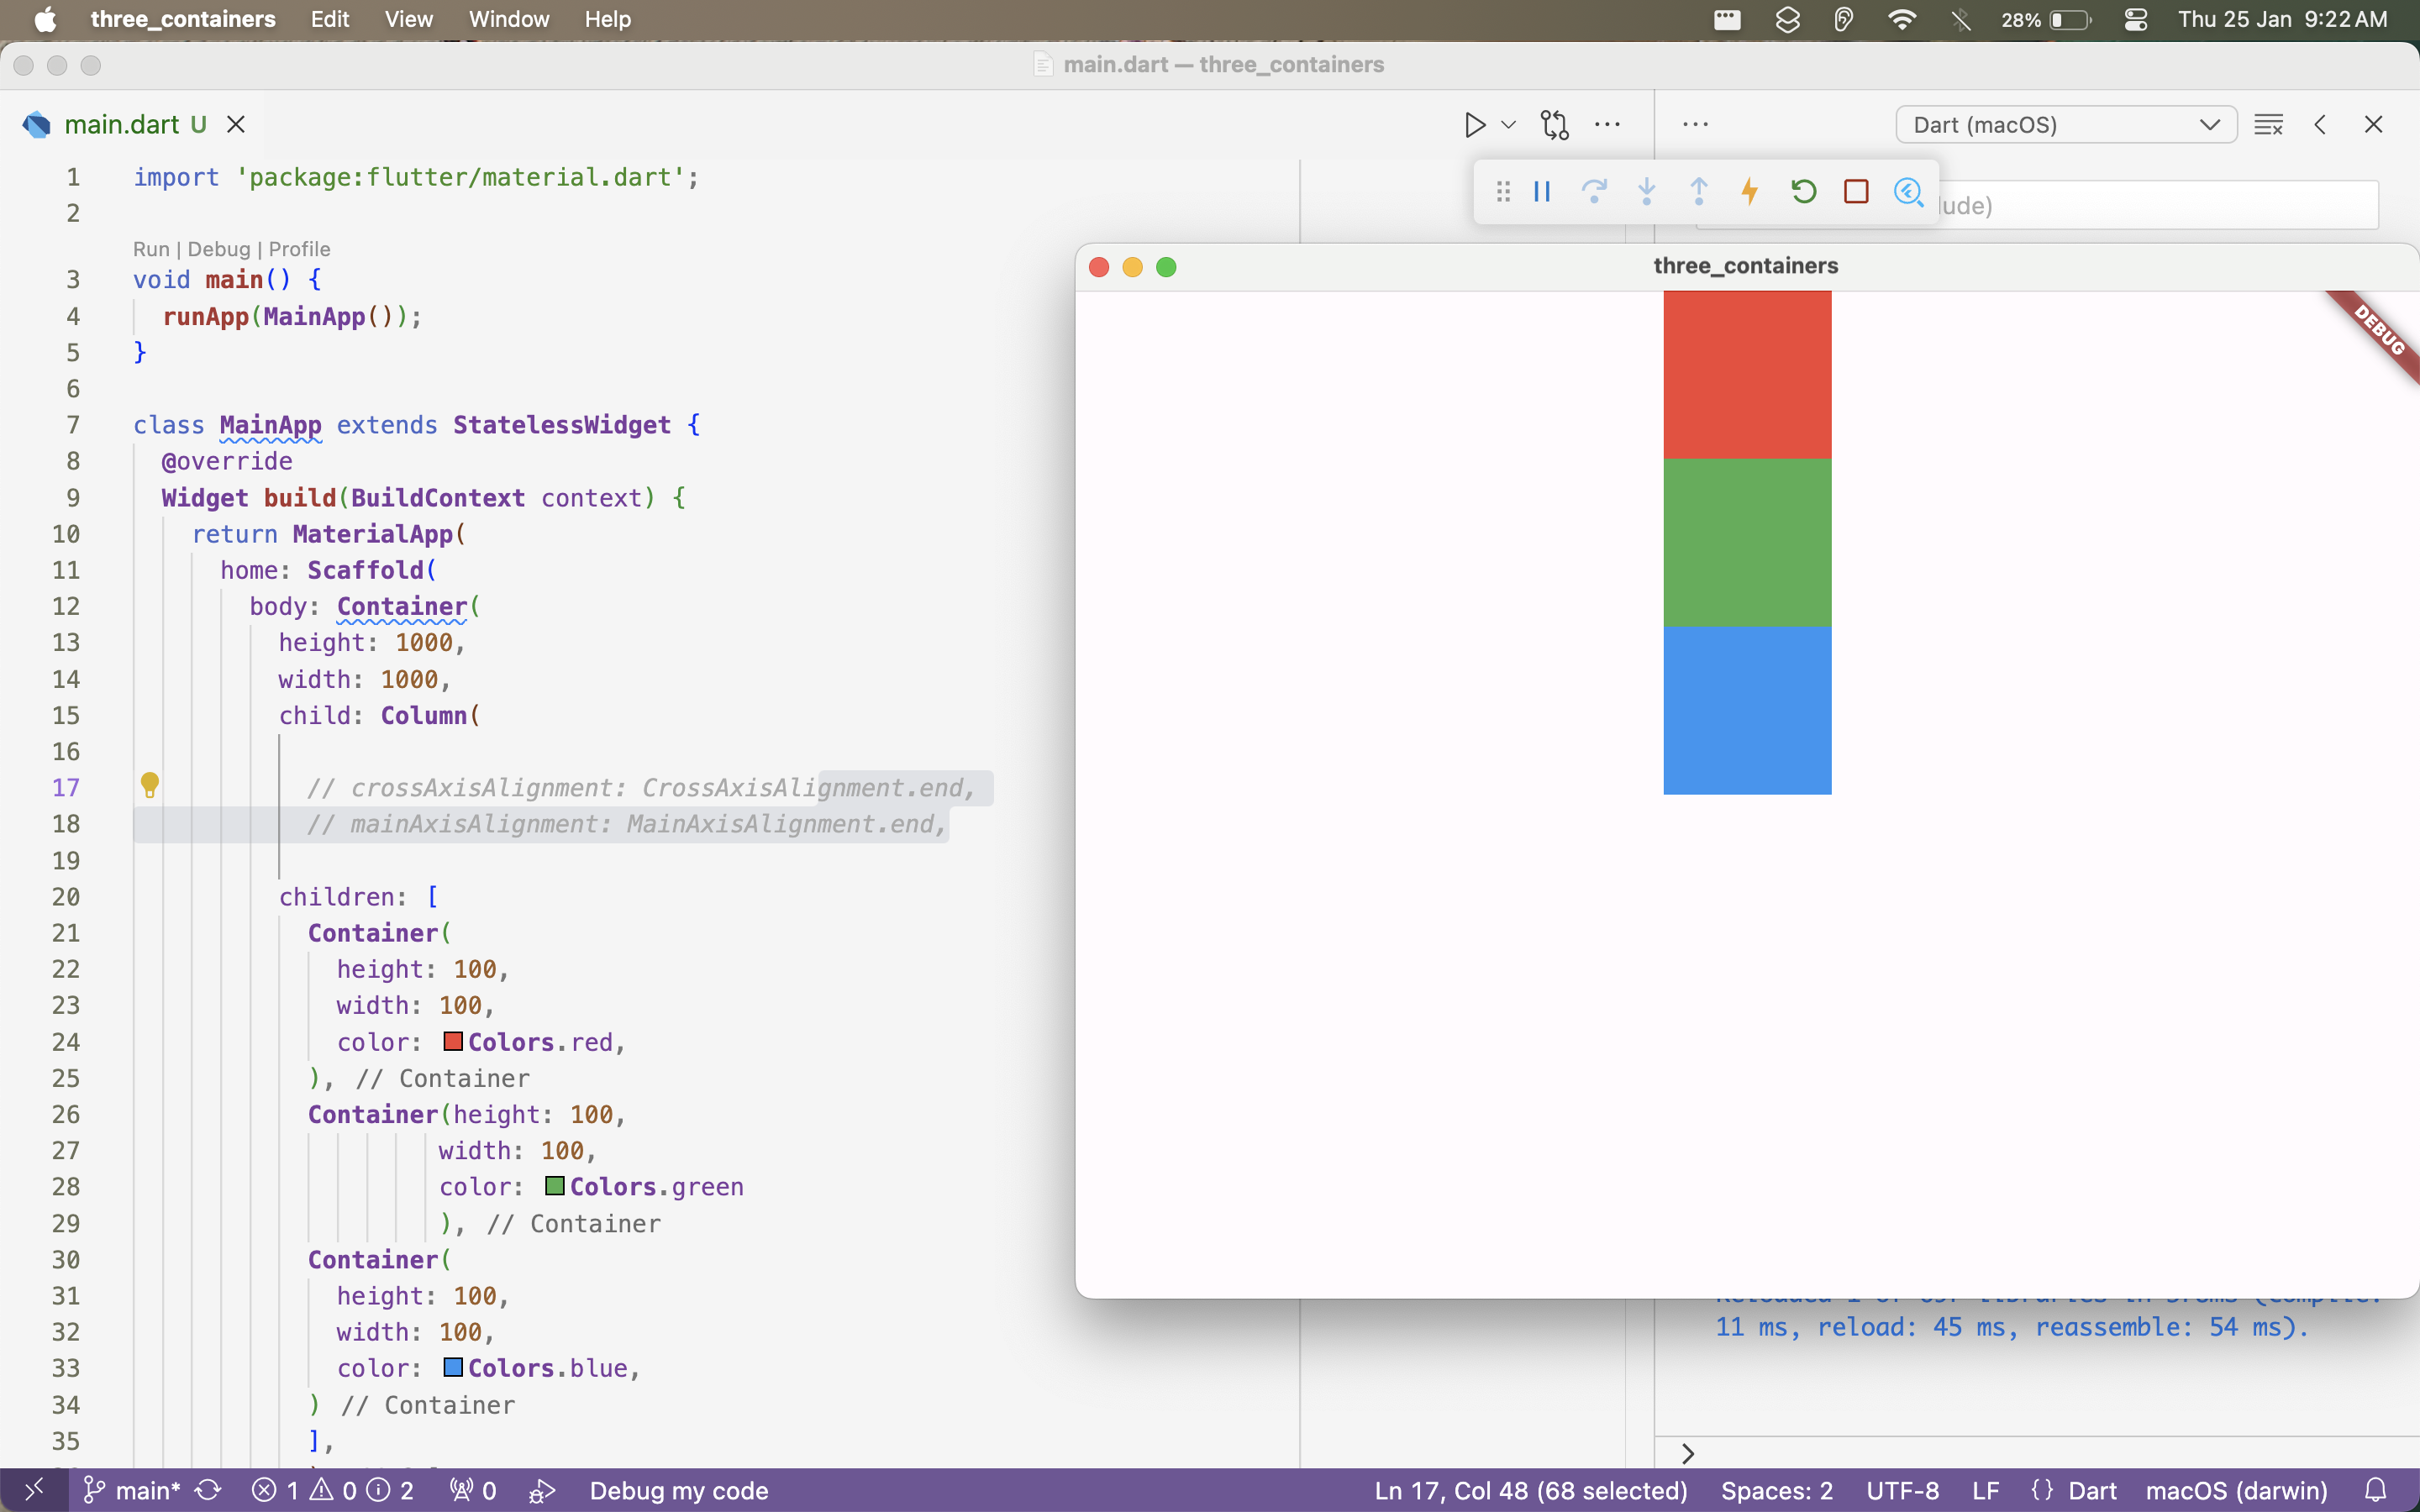 three_containers Edit View Window Help 28% Thu 25 Jan 9:22 AM
main.dart — three_containers
main.dart U
Dart (macOS)
lude)
1 import 'package:flutter/material.dart';
2
Run | Debug | Profile
3 void main() {
4 runApp(MainApp());
5 }
6
7 class MainApp extends StatelessWidget {
8 @override
9 Widget build(BuildContext context) {
10 return MaterialApp(
11 home: Scaffold(
12 body: Container(
13 height: 1000,
14 width: 1000,
15 child: Column(
16
17 // crossAxisAlignment: CrossAxisAlignment.end,
18 // mainAxisAlignment: MainAxisAlignment.end,
19
20 children: [
21 Container(
22 height: 100,
23 width: 100,
24 color: Colors.red,
25 ), // Container
26 Container(height: 100,
27 width: 100,
28 color: Colors.green
29 ), // Container
30 Container(
31 height: 100,
32 width: 100,
33 color: Colors.blue,
34 ) // Container
35 ],
three_containers
DEBUG
11 ms, reload: 45 ms, reassemble: 54 ms).
main* 1 0 2 0 Debug my code Ln 17, Col 48 (68 selected) Spaces: 2 UTF-8 LF {} Dart macOS (darwin)